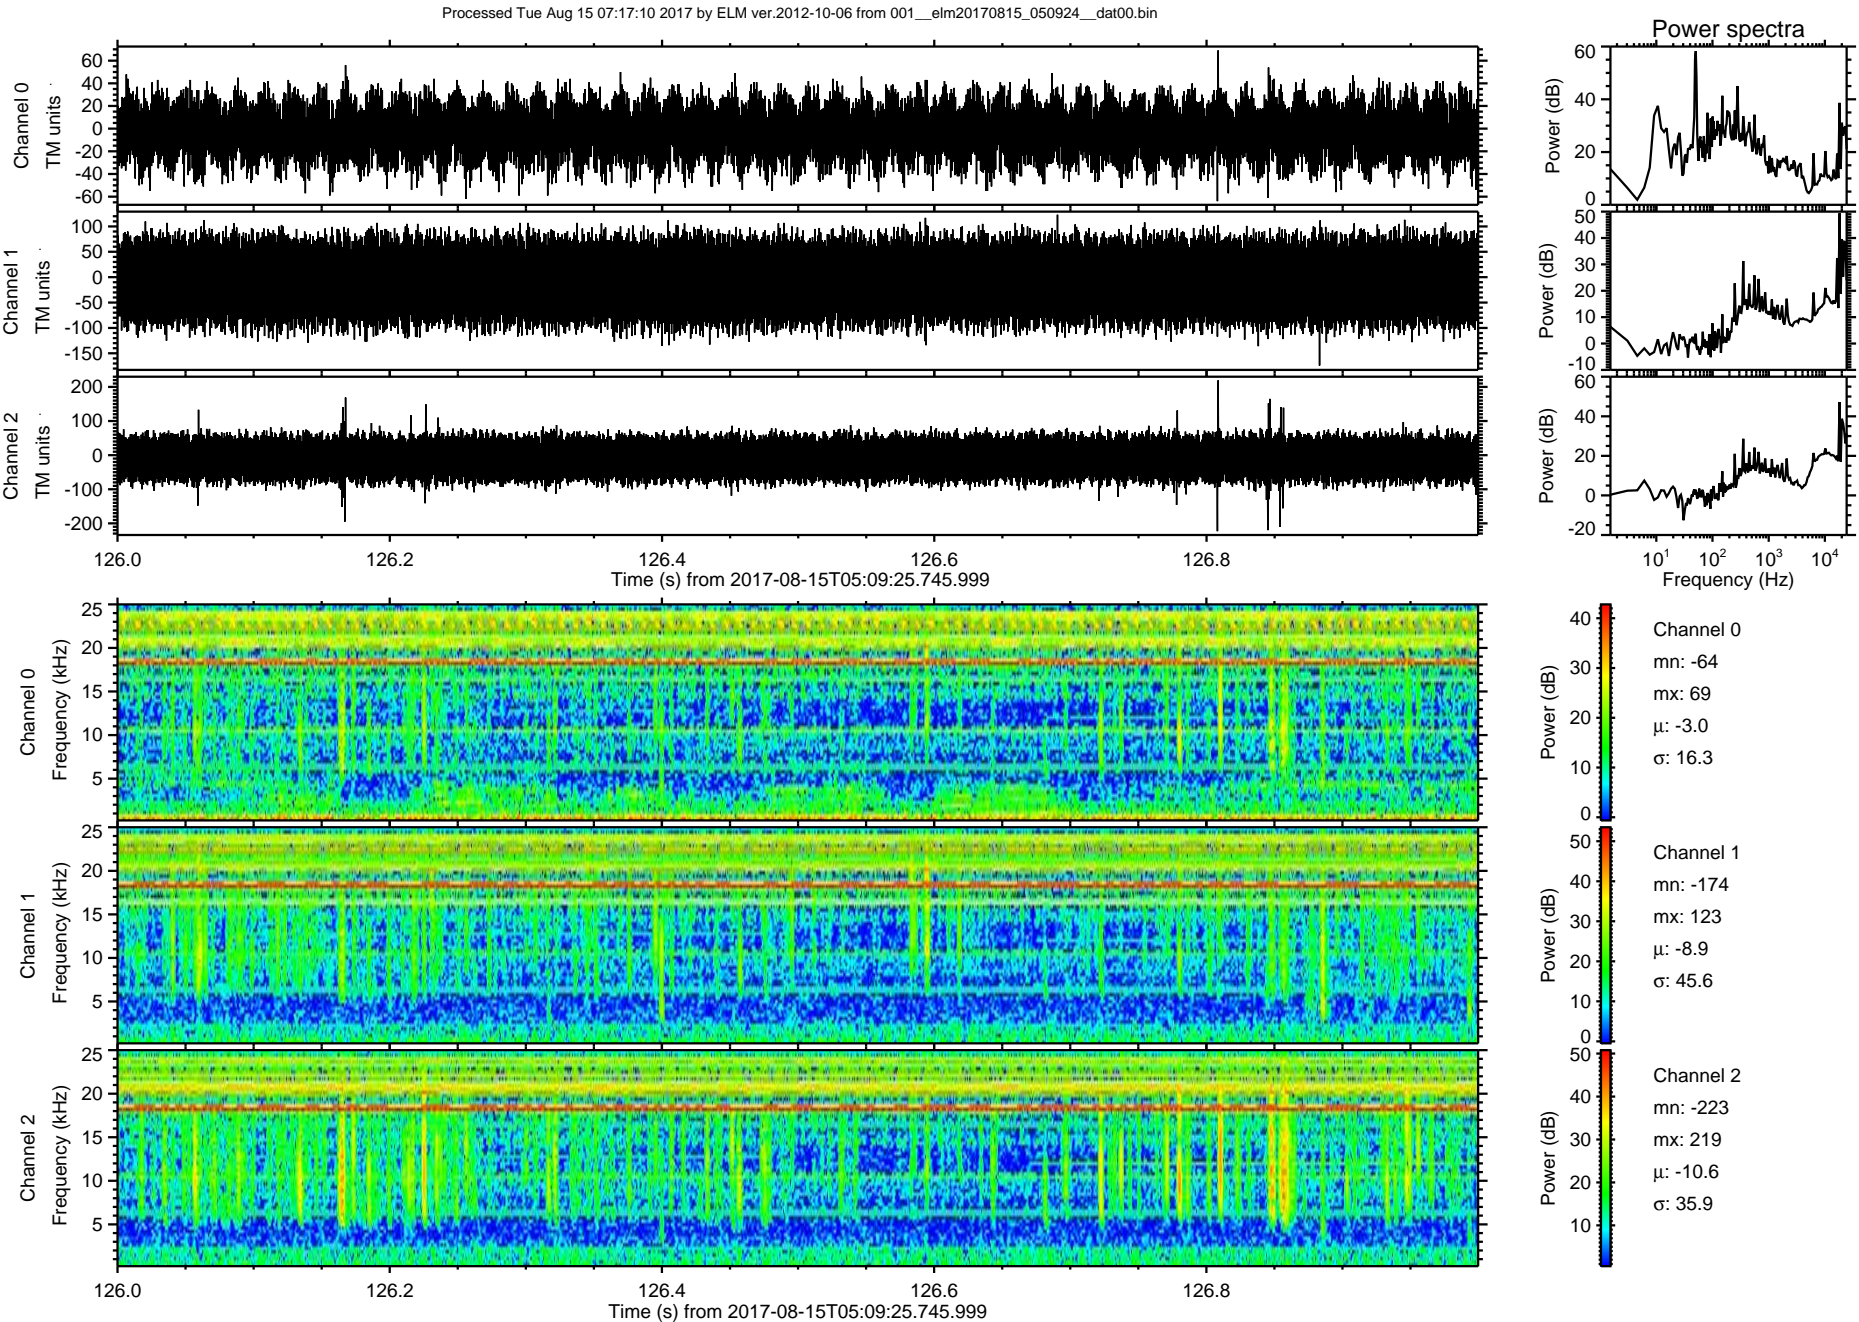 Processed Tue Aug 15 07:17:10 2017 by ELM ver.2012-10-06 from 001__elm20170815_050924__dat00.bin
Power spectra
Channel 0
TM units
60
40
20
0
-20
-40
-60
Power (dB)
60
40
20
0
Channel 1
TM units
100
50
0
-50
-100
-150
Power (dB)
50
40
30
20
10
0
-10
Channel 2
TM units
200
100
0
-100
-200
Power (dB)
60
40
20
0
-20
126.0 126.2 126.4 126.6 126.8
Time (s) from 2017-08-15T05:09:25.745.999
10^1 10^2 10^3 10^4
Frequency (Hz)
Channel 0
Frequency (kHz)
25
20
15
10
5
Power (dB)
40
30
20
10
0
Channel 0
mn: -64
mx: 69
µ: -3.0
σ: 16.3
Channel 1
Frequency (kHz)
25
20
15
10
5
Power (dB)
50
40
30
20
10
0
Channel 1
mn: -174
mx: 123
µ: -8.9
σ: 45.6
Channel 2
Frequency (kHz)
25
20
15
10
5
Power (dB)
50
40
30
20
10
Channel 2
mn: -223
mx: 219
µ: -10.6
σ: 35.9
126.0 126.2 126.4 126.6 126.8
Time (s) from 2017-08-15T05:09:25.745.999